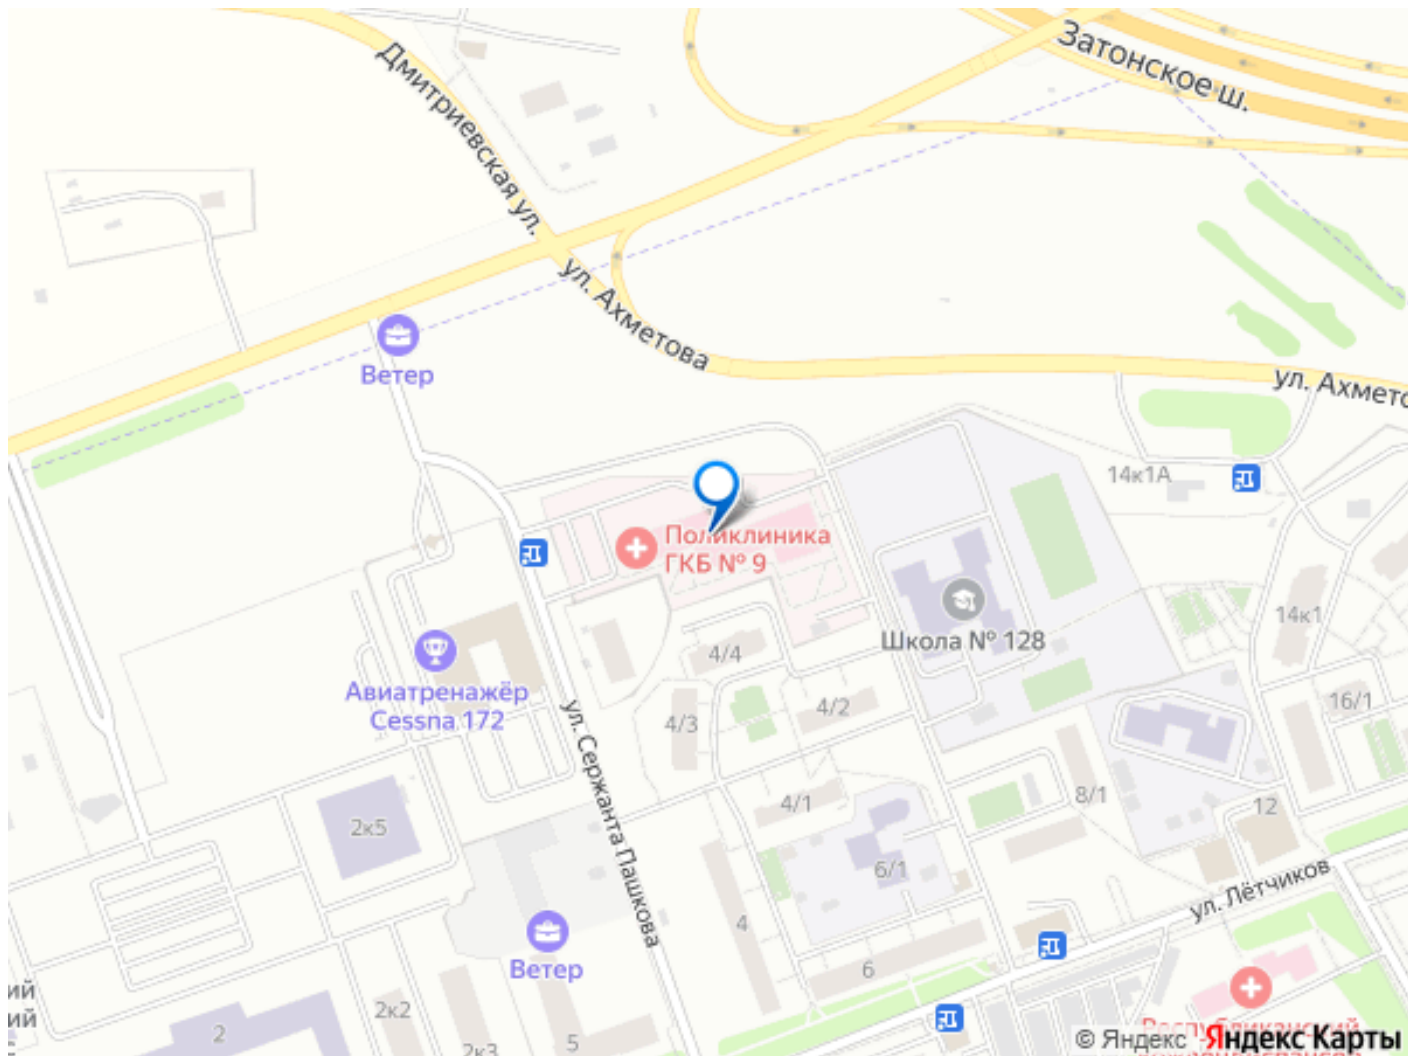 Затонское ш.
Дмитриевская ул.
ул. Ахметова
Ветер
ул. Ахмето
14к1А
Поликлиника
ГКБ № 9
14к1
Школа № 128
4/4
Авиатренажёр
Cessna 172
4/3
4/2
16/1
ул. Сержанта Пашкова
4/1
8/1
12
2к5
6/1
ул. Лётчиков
4
Ветер
6
ий
ий
2к2
2
2к3
5
© Яндекс Яндекс Карты